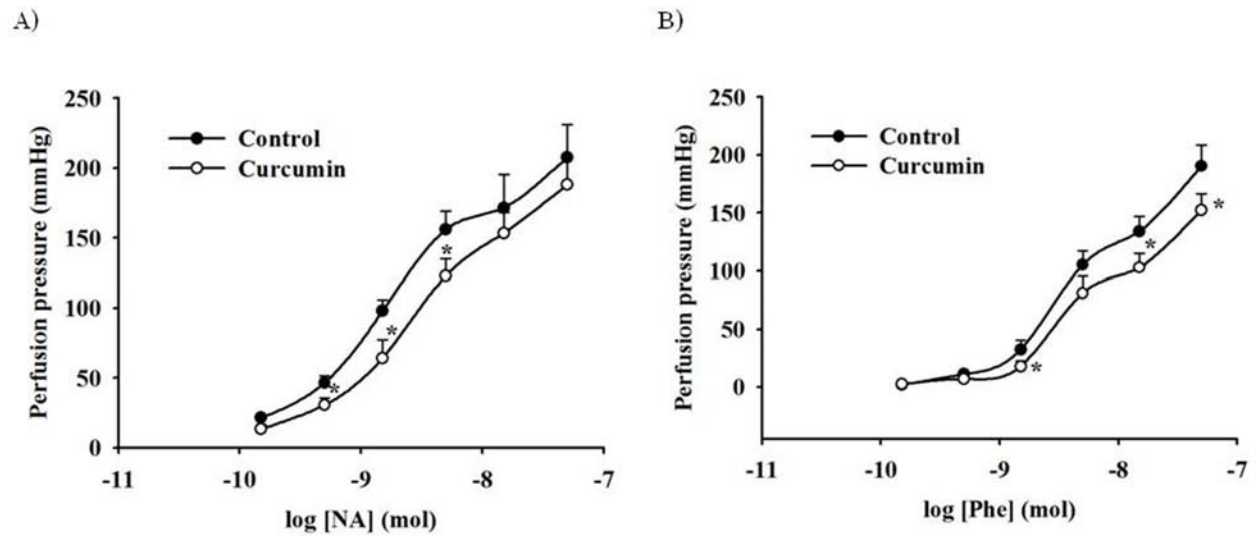 A)
250
200
150
100
50
0
Perfusion pressure (mmHg)
Control
Curcumin
*
*
*
-11 -10 -9 -8 -7
log [NA] (mol)
B)
250
200
150
100
50
0
Perfusion pressure (mmHg)
Control
Curcumin
*
*
*
-11 -10 -9 -8 -7
log [Phe] (mol)